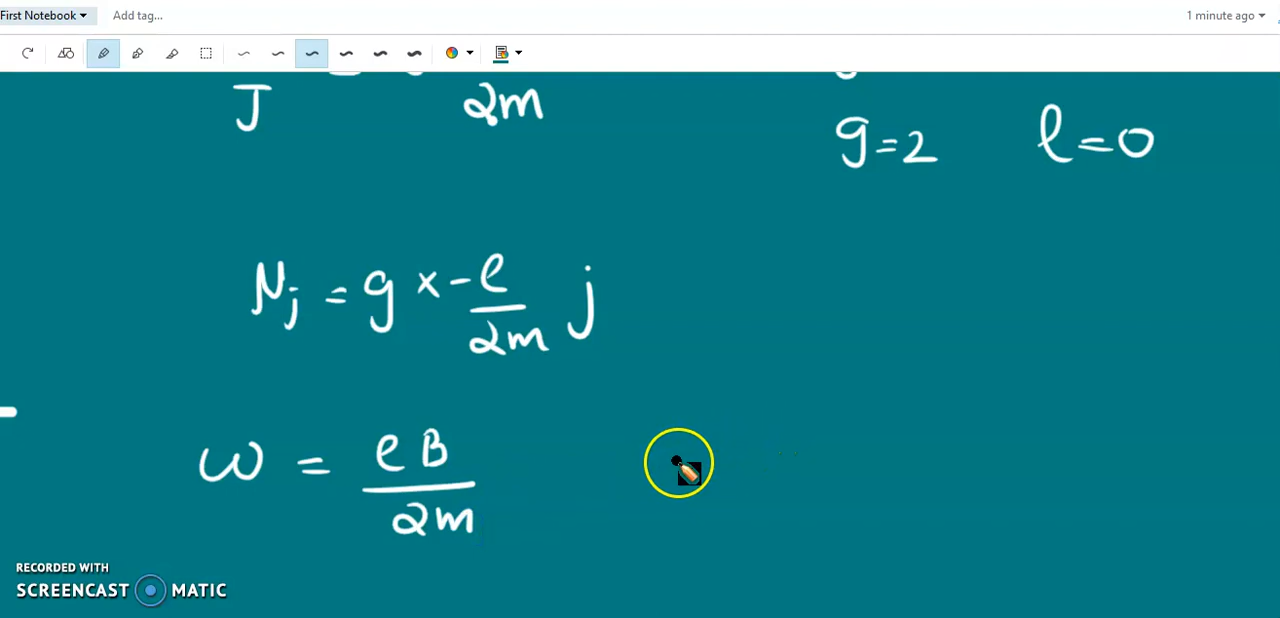 First Notebook Add tag... 1 minute ago
J 2m
g=2 l=0
μj = g × -e/2m j
ω = eB/2m
RECORDED WITH
SCREENCAST MATIC